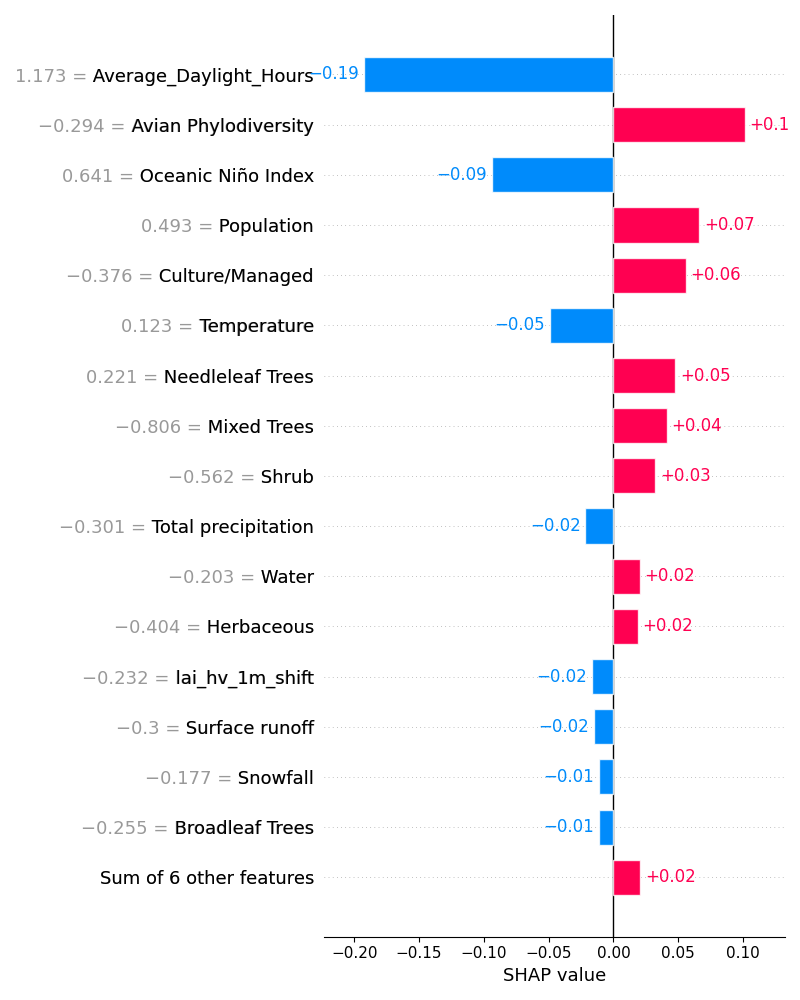 1.173 = Average_Daylight_Hours −0.19
−0.294 = Avian Phylodiversity +0.1
0.641 = Oceanic Niño Index −0.09
0.493 = Population +0.07
−0.376 = Culture/Managed +0.06
0.123 = Temperature −0.05
0.221 = Needleleaf Trees +0.05
−0.806 = Mixed Trees +0.04
−0.562 = Shrub +0.03
−0.301 = Total precipitation −0.02
−0.203 = Water +0.02
−0.404 = Herbaceous +0.02
−0.232 = lai_hv_1m_shift −0.02
−0.3 = Surface runoff −0.02
−0.177 = Snowfall −0.01
−0.255 = Broadleaf Trees −0.01
Sum of 6 other features +0.02
−0.20 −0.15 −0.10 −0.05 0.00 0.05 0.10
SHAP value